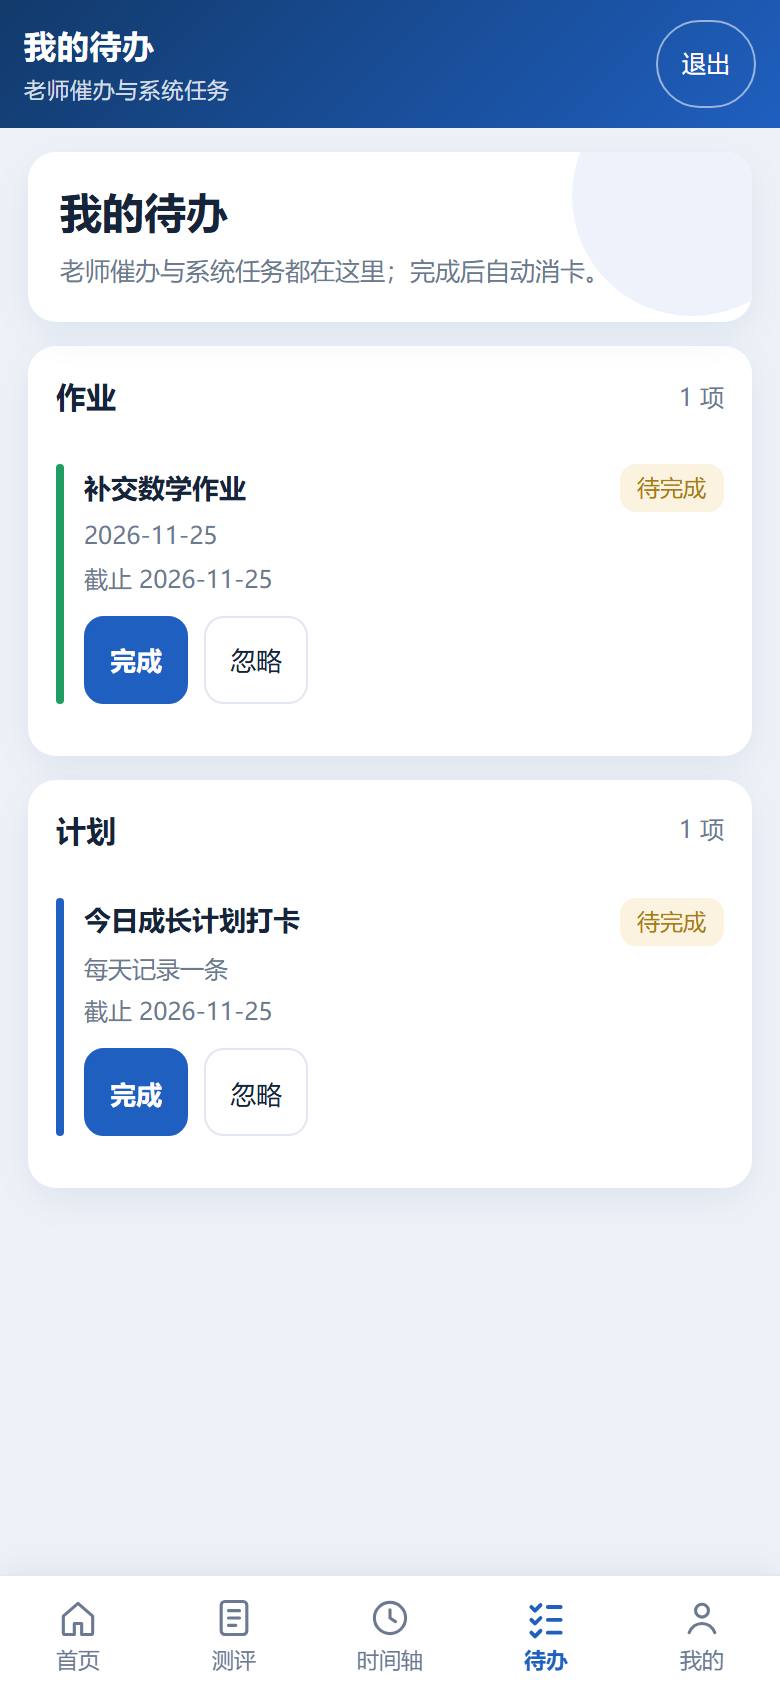 我的待办
老师催办与系统任务
退出
我的待办
老师催办与系统任务都在这里；完成后自动消卡。
作业
1 项
补交数学作业
待完成
2026-11-25
截止 2026-11-25
完成
忽略
计划
1 项
今日成长计划打卡
待完成
每天记录一条
截止 2026-11-25
完成
忽略
首页
测评
时间轴
待办
我的